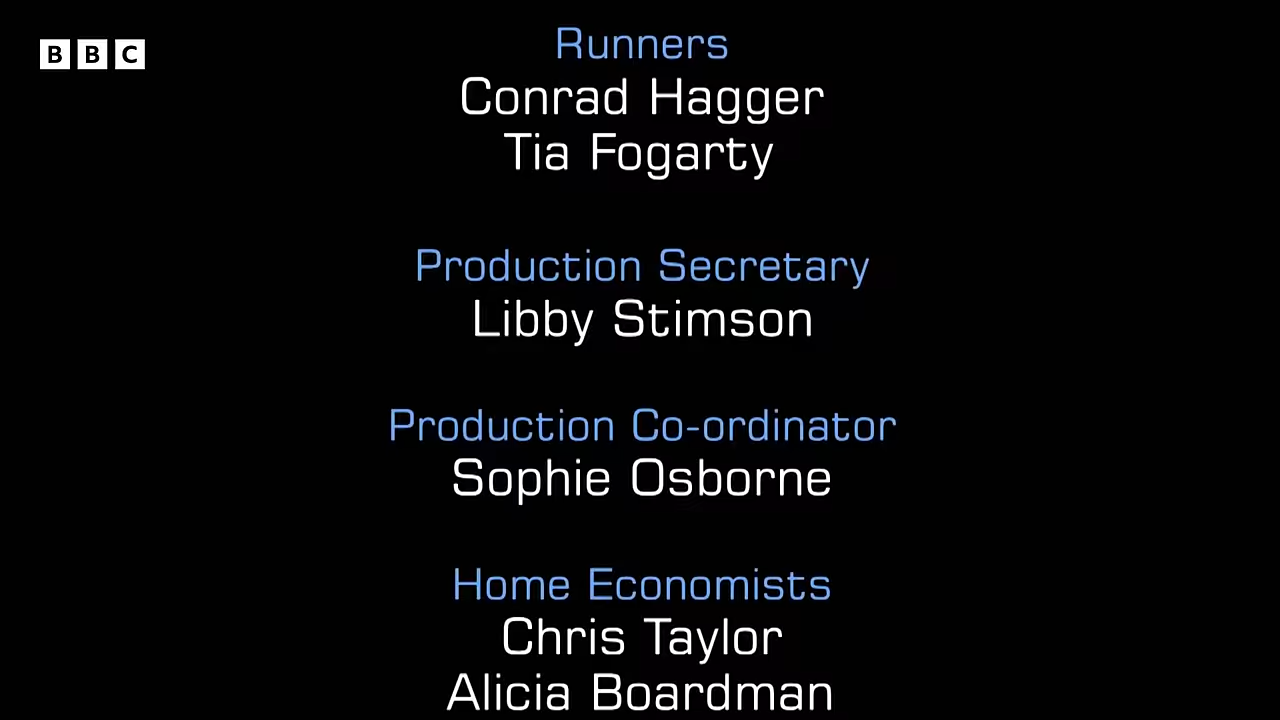 BBC
Runners
Conrad Hagger
Tia Fogarty
Production Secretary
Libby Stimson
Production Co-ordinator
Sophie Osborne
Home Economists
Chris Taylor
Alicia Boardman